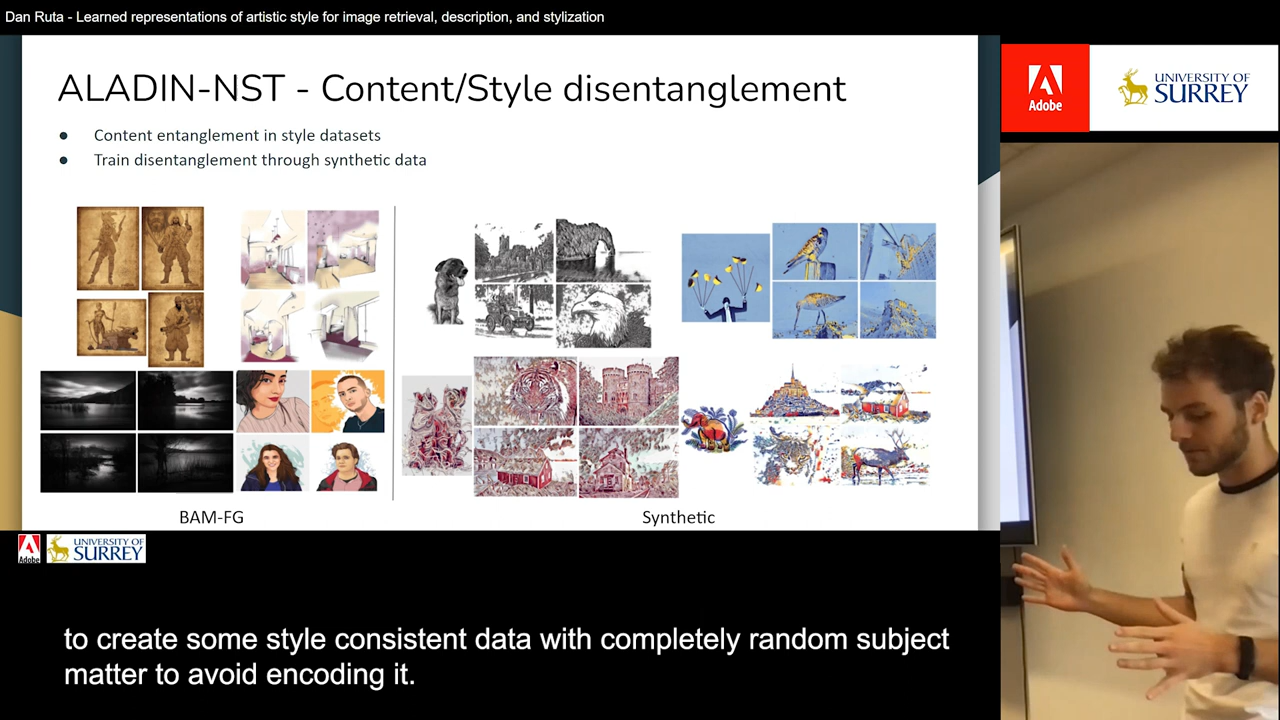 Dan Ruta - Learned representations of artistic style for image retrieval, description, and stylization
ALADIN-NST - Content/Style disentanglement
● Content entanglement in style datasets
● Train disentanglement through synthetic data
BAM-FG
Synthetic
Adobe
UNIVERSITY OF
SURREY
Adobe
UNIVERSITY OF
SURREY
to create some style consistent data with completely random subject
matter to avoid encoding it.